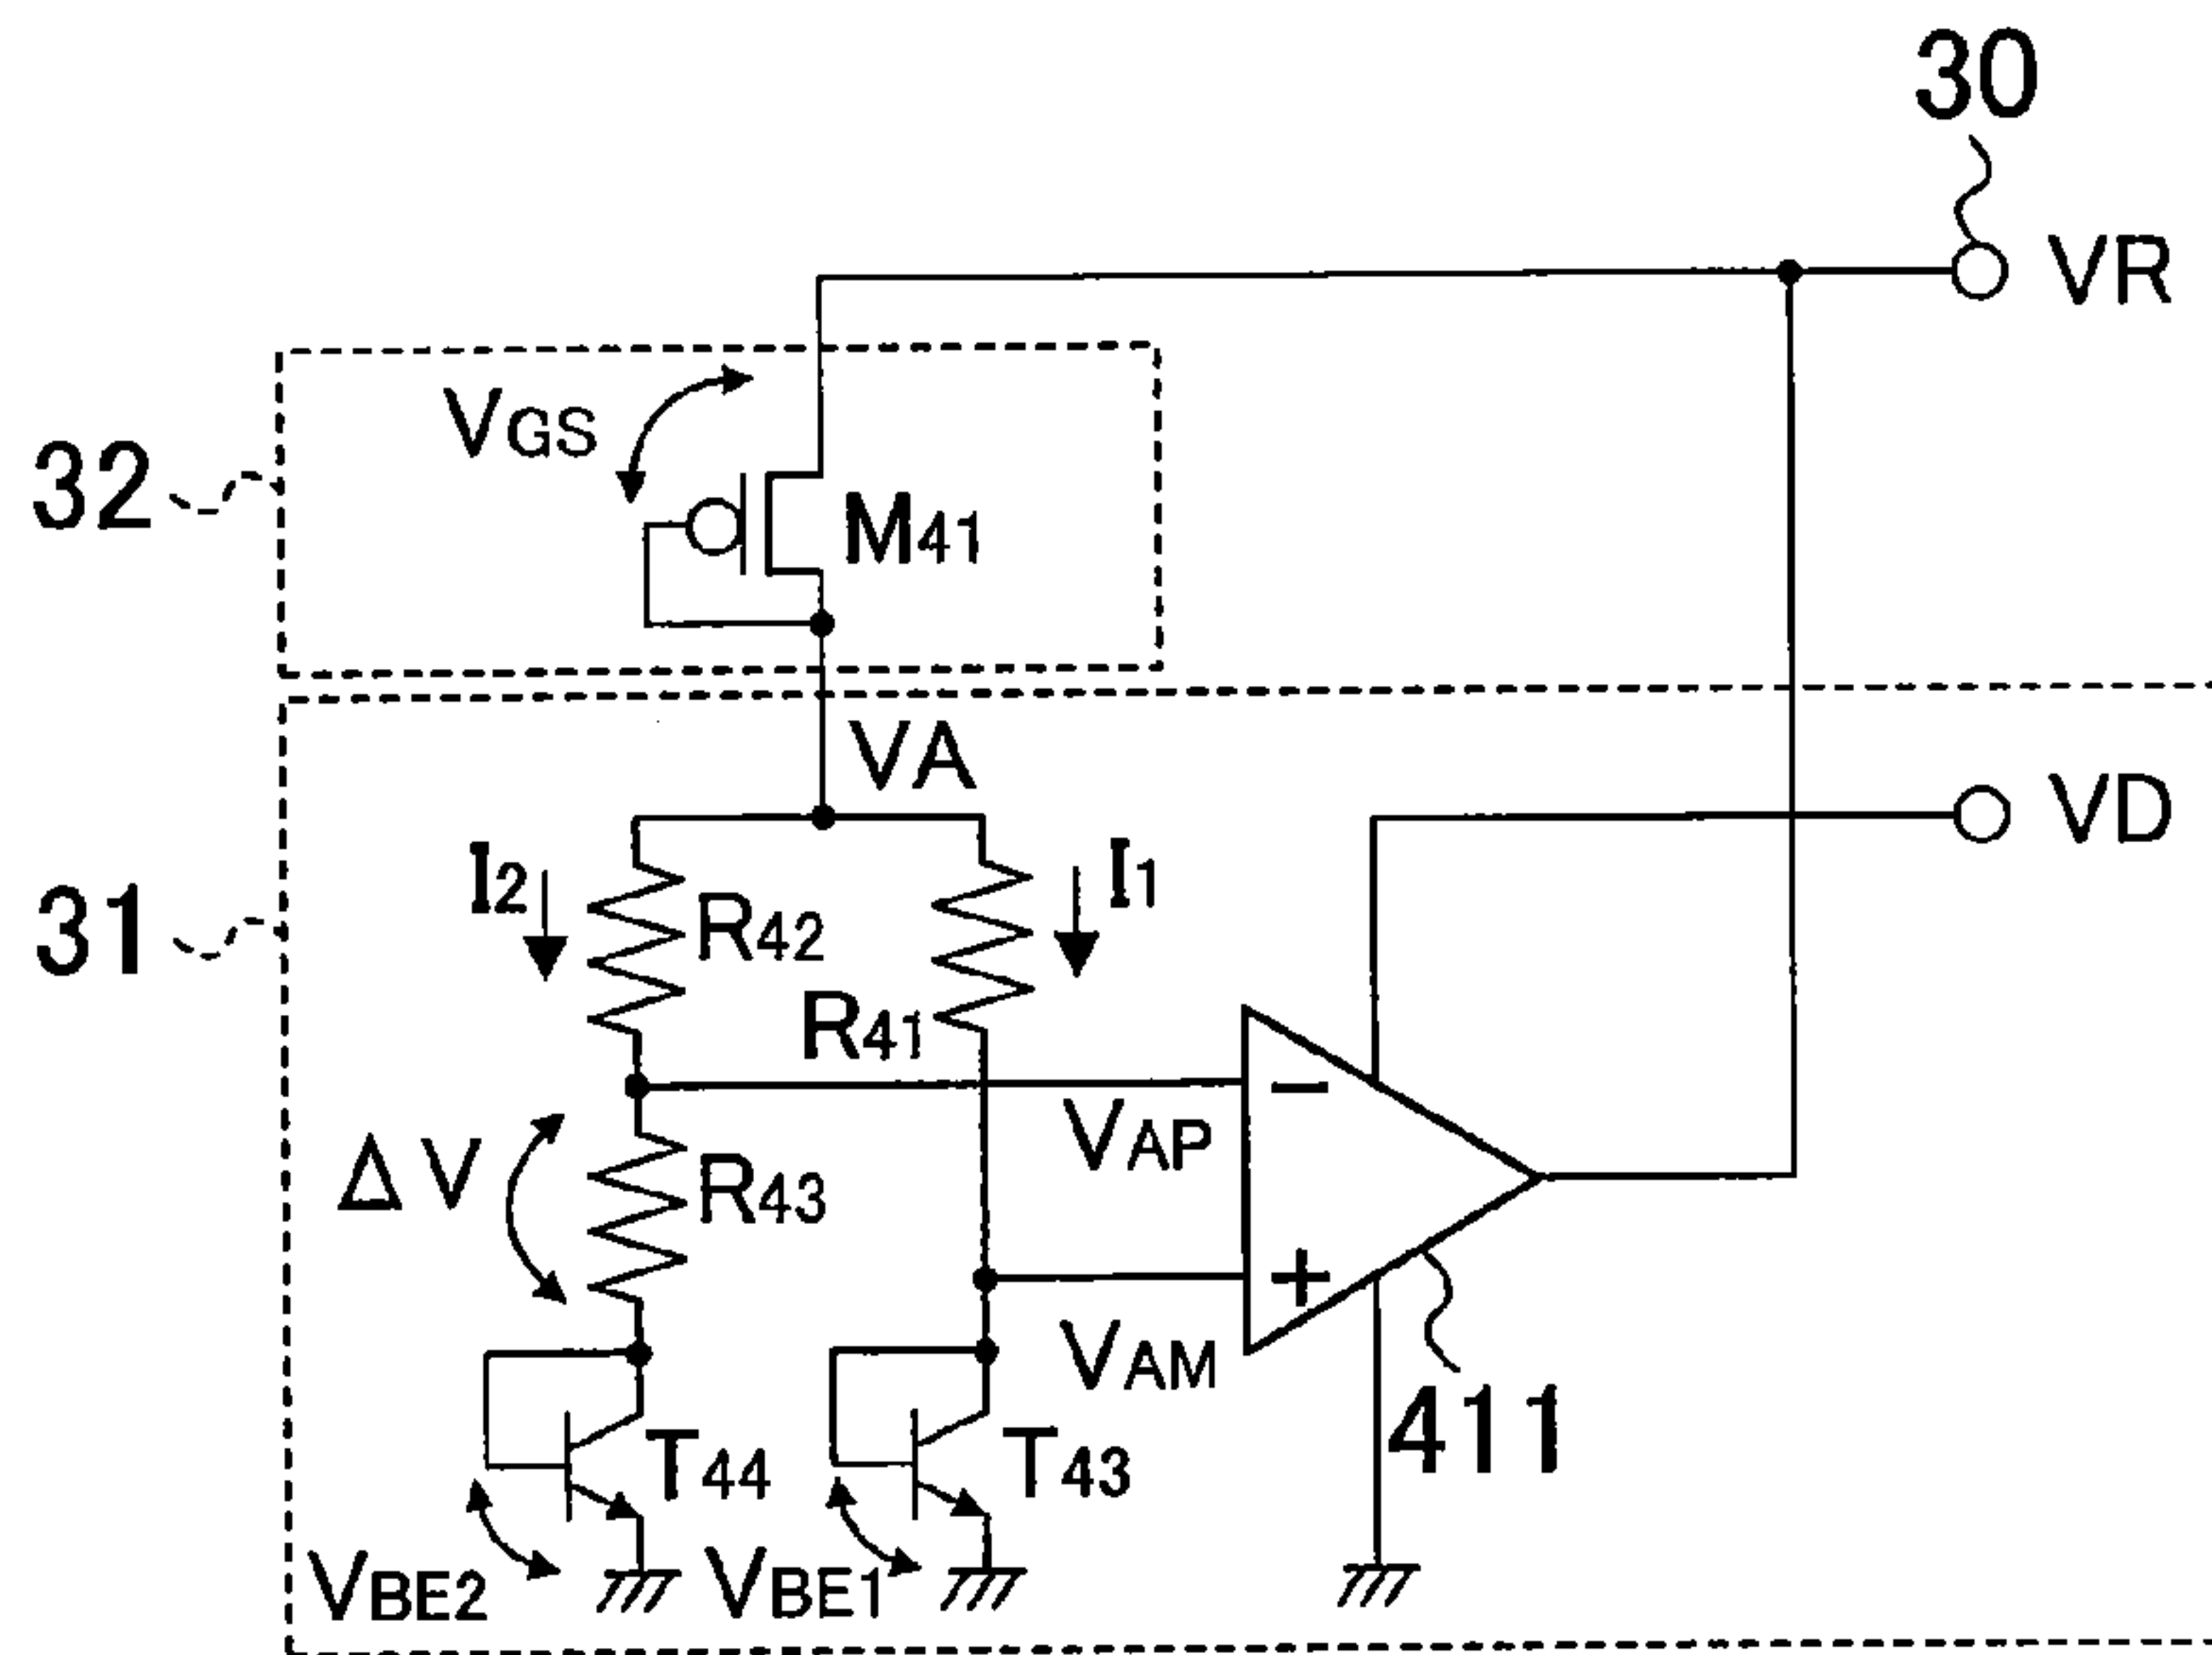 30
VR
VGS
32
M41
VA
VD
I2
I1
31
R42
R41
−
VAP
ΔV
R43
+
VAM
411
T44
T43
VBE2
VBE1